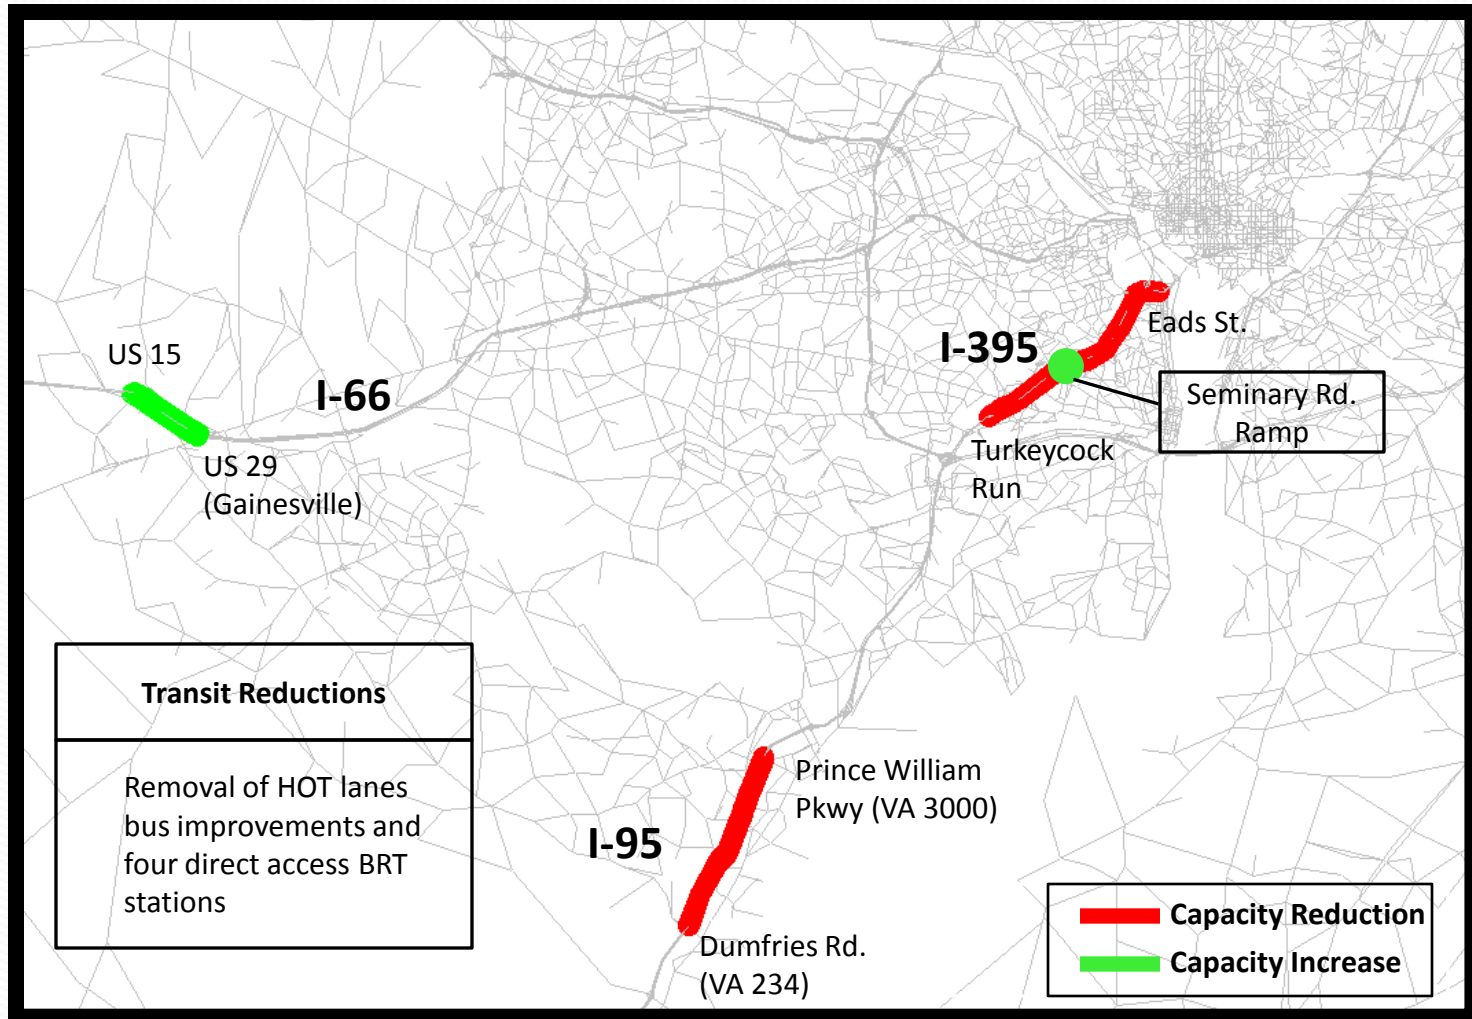 US 15
I-66
US 29
(Gainesville)
I-395
Eads St.
Seminary Rd.
Ramp
Turkeycock
Run
Transit Reductions
Removal of HOT lanes
bus improvements and
four direct access BRT
stations
Prince William
Pkwy (VA 3000)
I-95
Dumfries Rd.
(VA 234)
Capacity Reduction
Capacity Increase